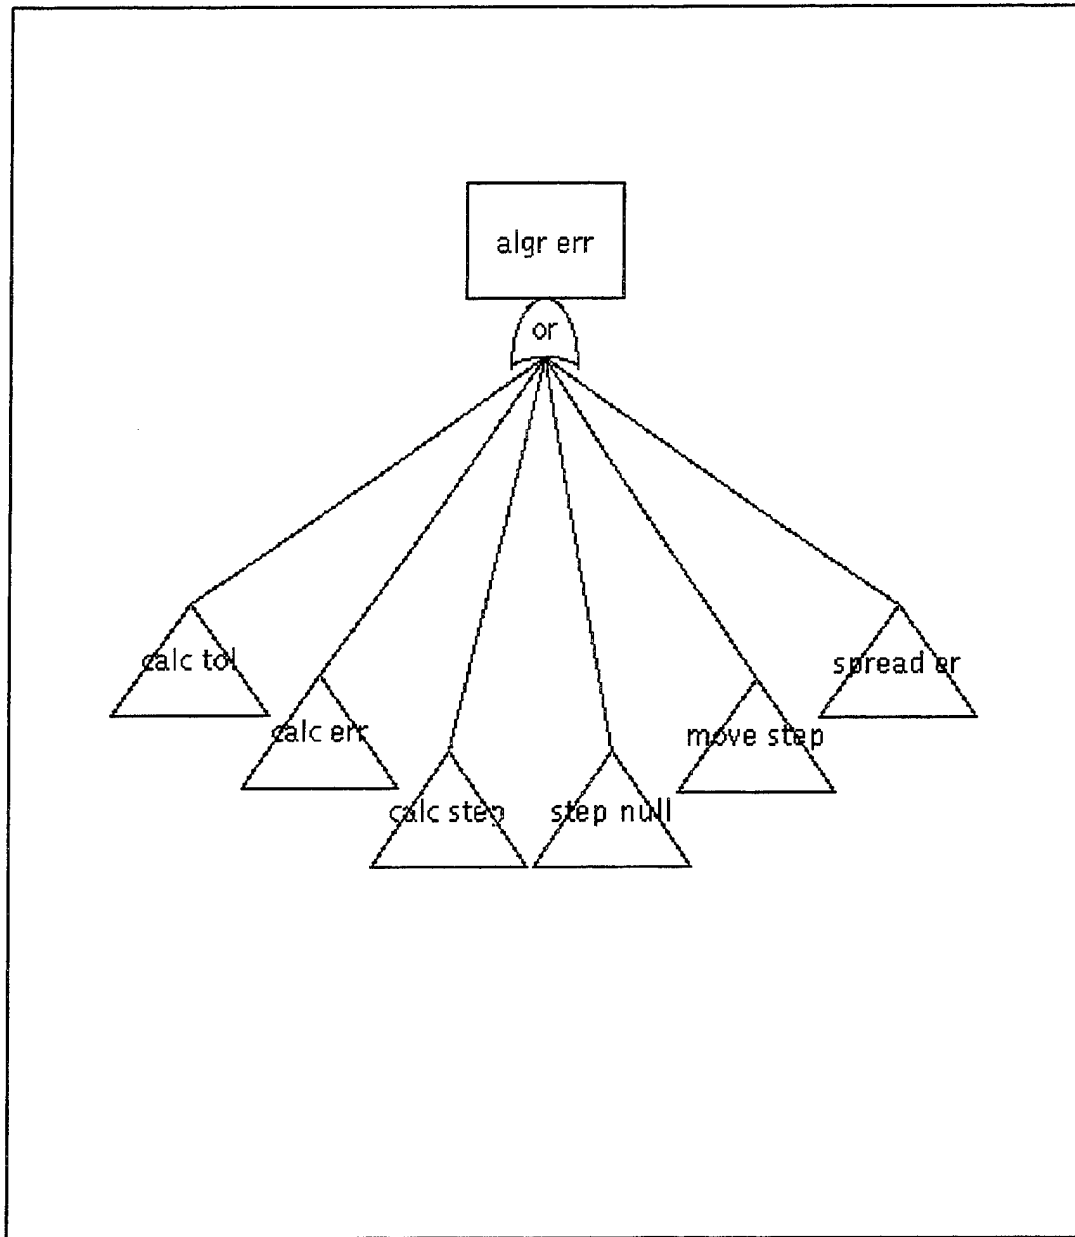 algr err
or
calc tol
spread er
calc err
move step
calc step
step null